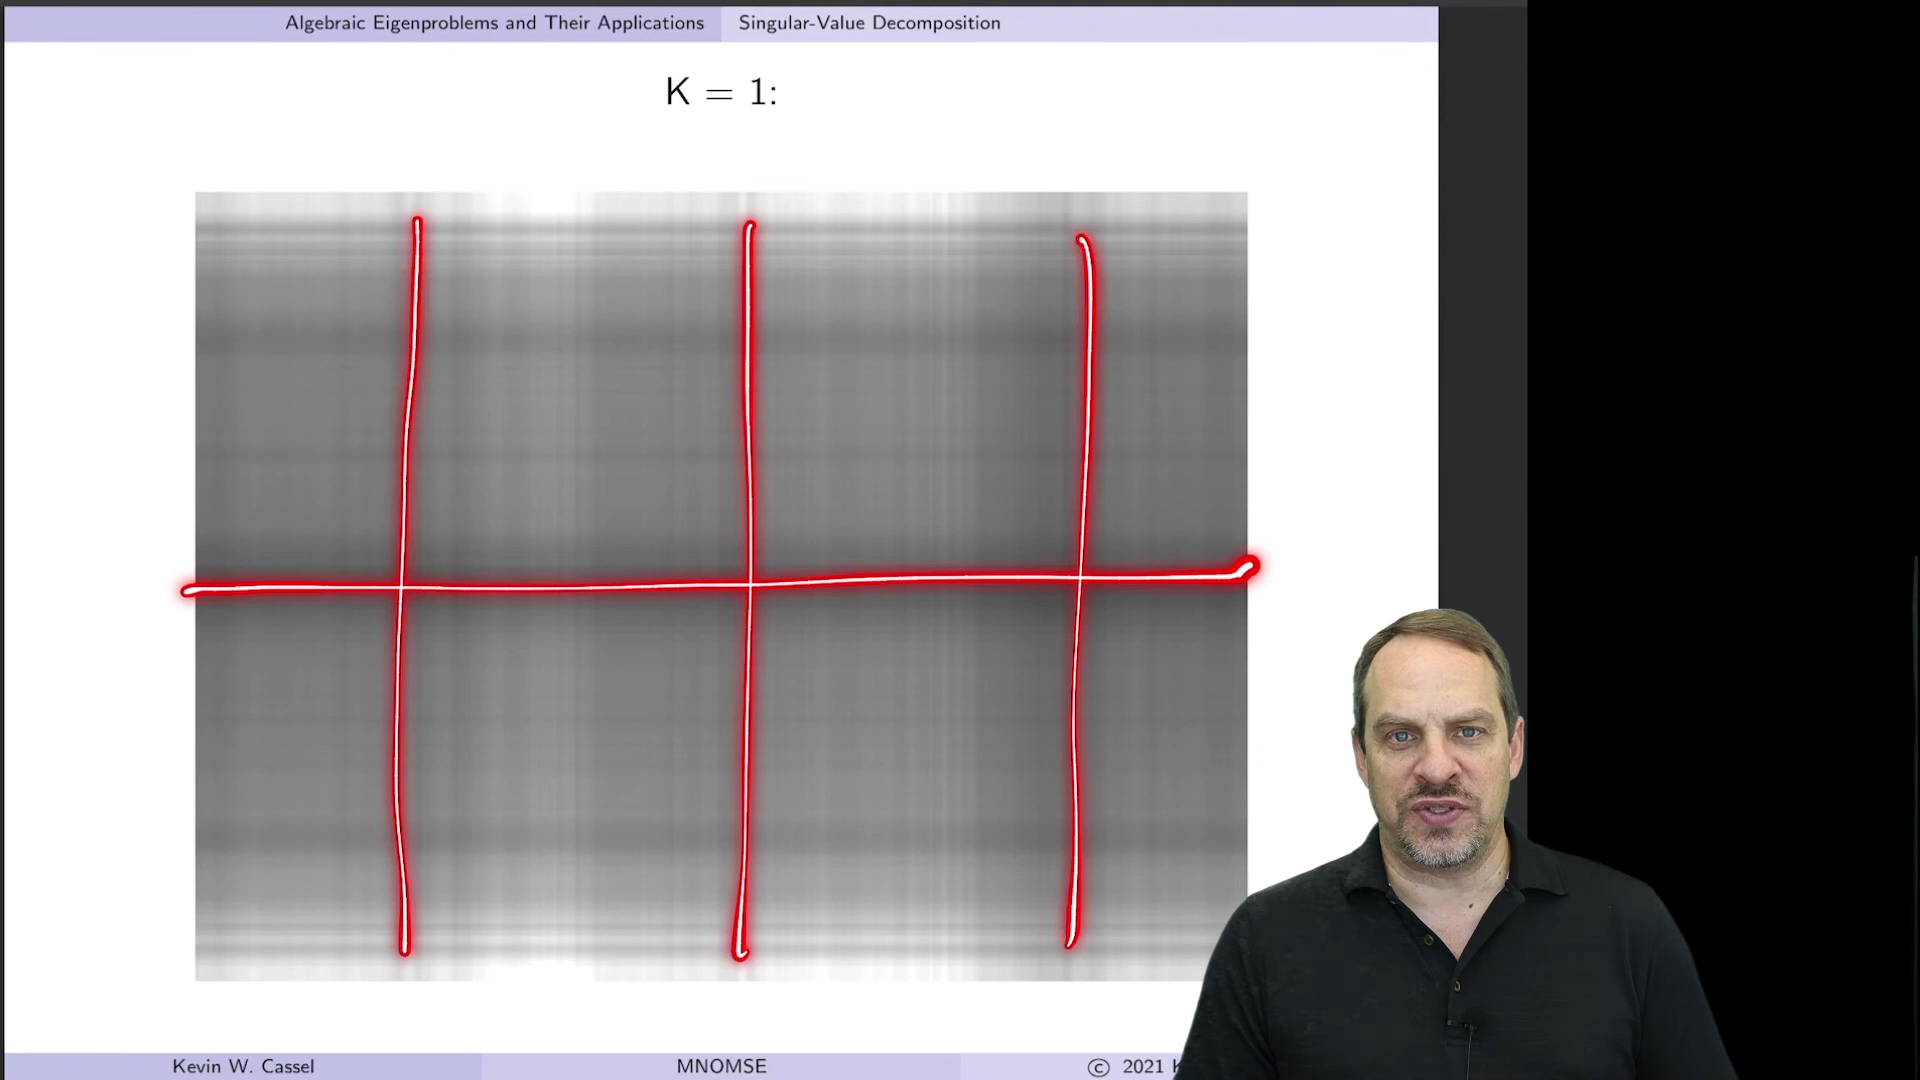 Algebraic Eigenproblems and Their Applications Singular-Value Decomposition
K = 1:
Kevin W. Cassel MNOMSE © 2021